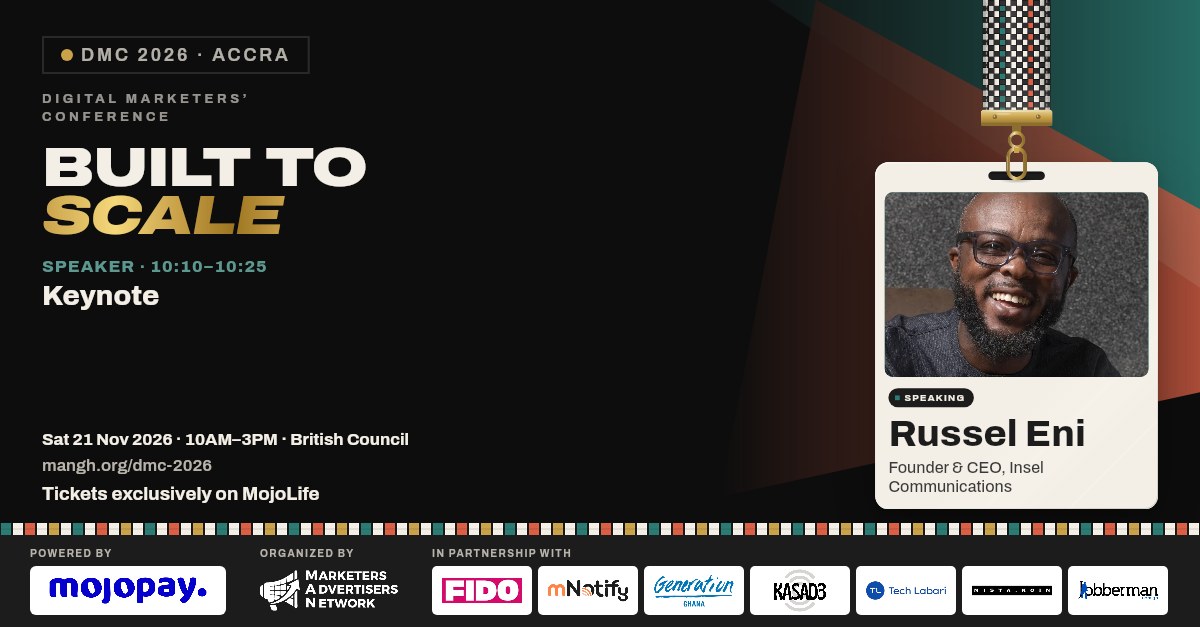 DMC 2026 · ACCRA
DIGITAL MARKETERS’
CONFERENCE
BUILT TO
SCALE
SPEAKER · 10:10–10:25
Keynote
Sat 21 Nov 2026 · 10AM–3PM · British Council
mangh.org/dmc-2026
Tickets exclusively on MojoLife
SPEAKING
Russel Eni
Founder & CEO, Insel
Communications
POWERED BY
mojopay.
ORGANIZED BY
MARKETERS
ADVERTISERS
NETWORK
IN PARTNERSHIP WITH
FIDO
mNotify
Generation
GHANA
KASAD3
TL Tech Labari
Jobberman